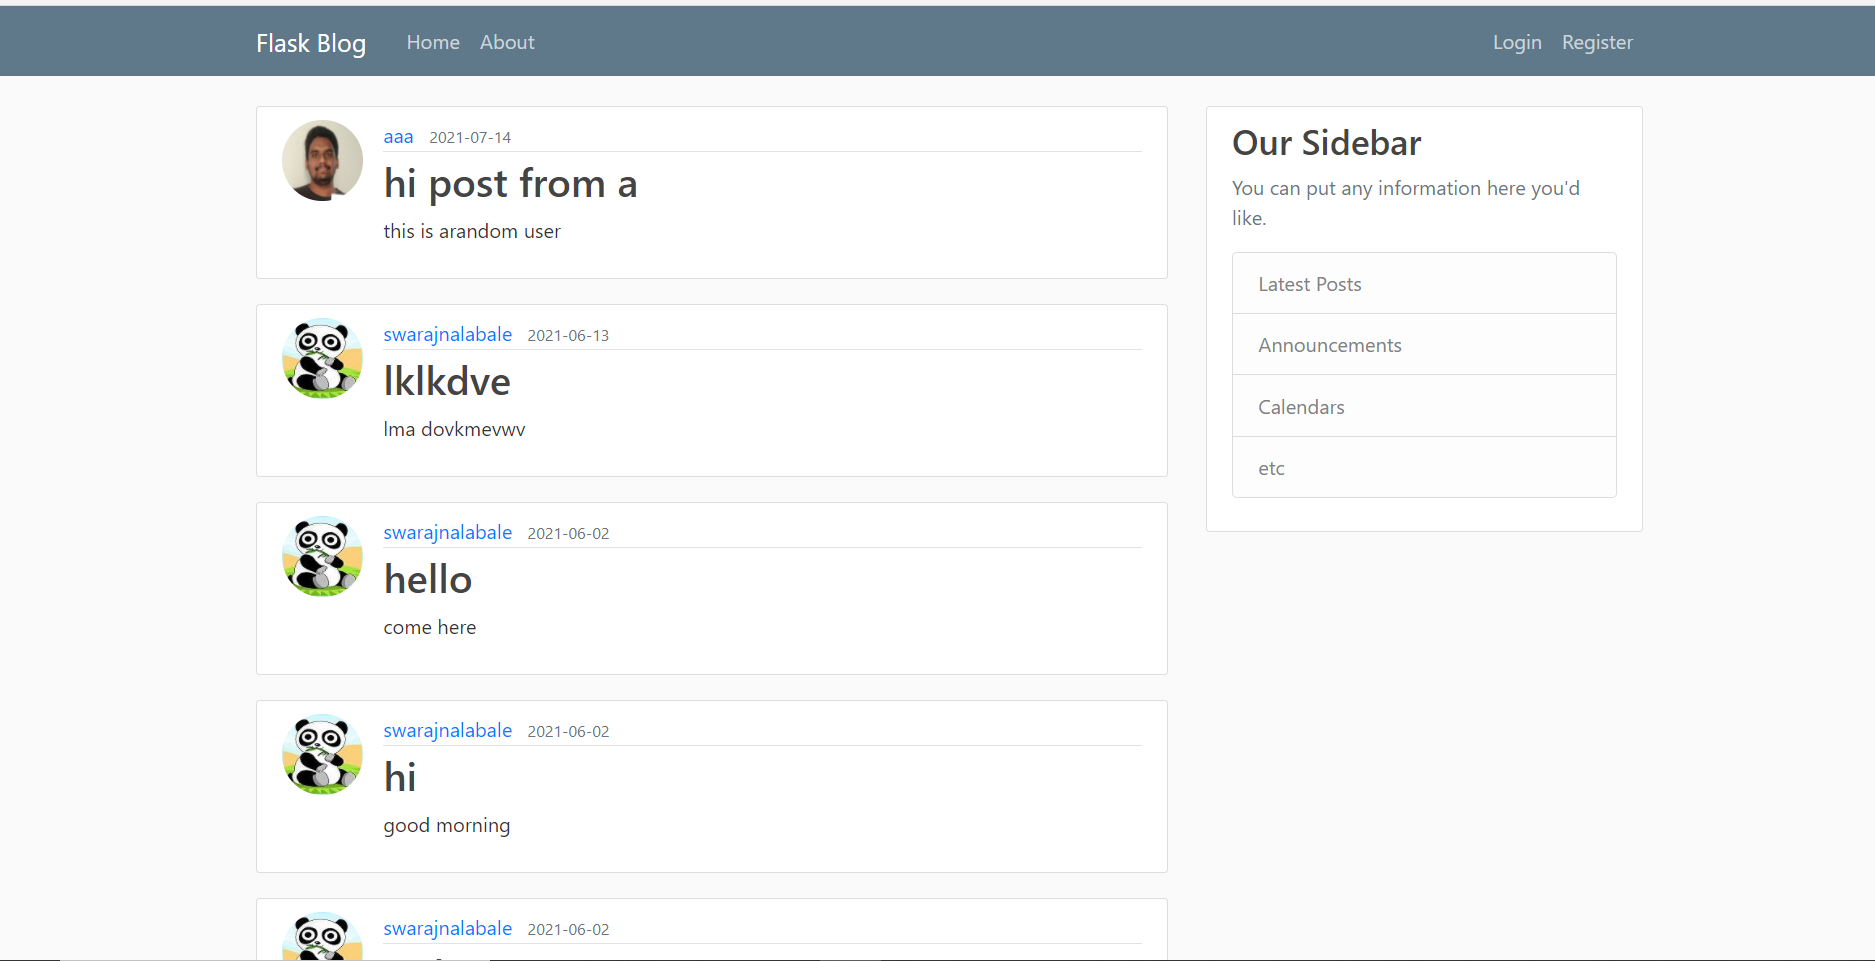 Flask Blog Home About Login Register
aaa 2021-07-14
hi post from a
this is arandom user
swarajnalabale 2021-06-13
lklkdve
lma dovkmevwv
swarajnalabale 2021-06-02
hello
come here
swarajnalabale 2021-06-02
hi
good morning
swarajnalabale 2021-06-02
Our Sidebar
You can put any information here you'd
like.
Latest Posts
Announcements
Calendars
etc